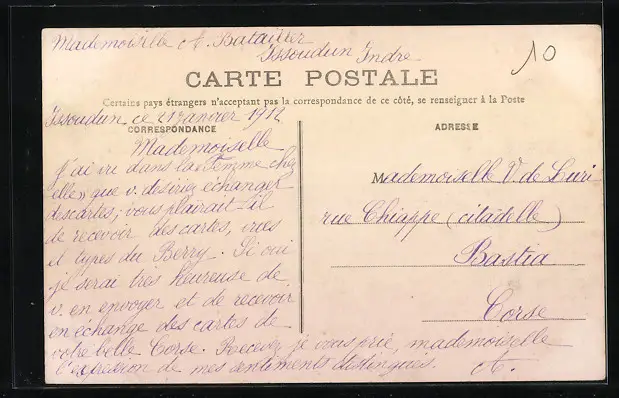 Mademoiselle A. Bataitier
Issoudun Indre
10
CARTE POSTALE
Certains pays étrangers n'acceptant pas la correspondance de ce côté, se renseigner à la Poste
Issoudun ce 21 janvier 1912
CORRESPONDANCE
ADRESSE
Mademoiselle
J'ai vu dans la « Femme chez
elle » que v. desiriez échanger
des cartes ; vous plairait-il
de recevoir des cartes, vues
et types du Berry. Si oui
je serai très heureuse de
v. en envoyer et de recevoir
en échange des cartes de
votre belle Corse. Recevez, je vous prie, mademoiselle
l'expression de mes sentiments distingués. A.
Mademoiselle V. de Luri
rue Chiappe (citadelle)
Bastia
Corse